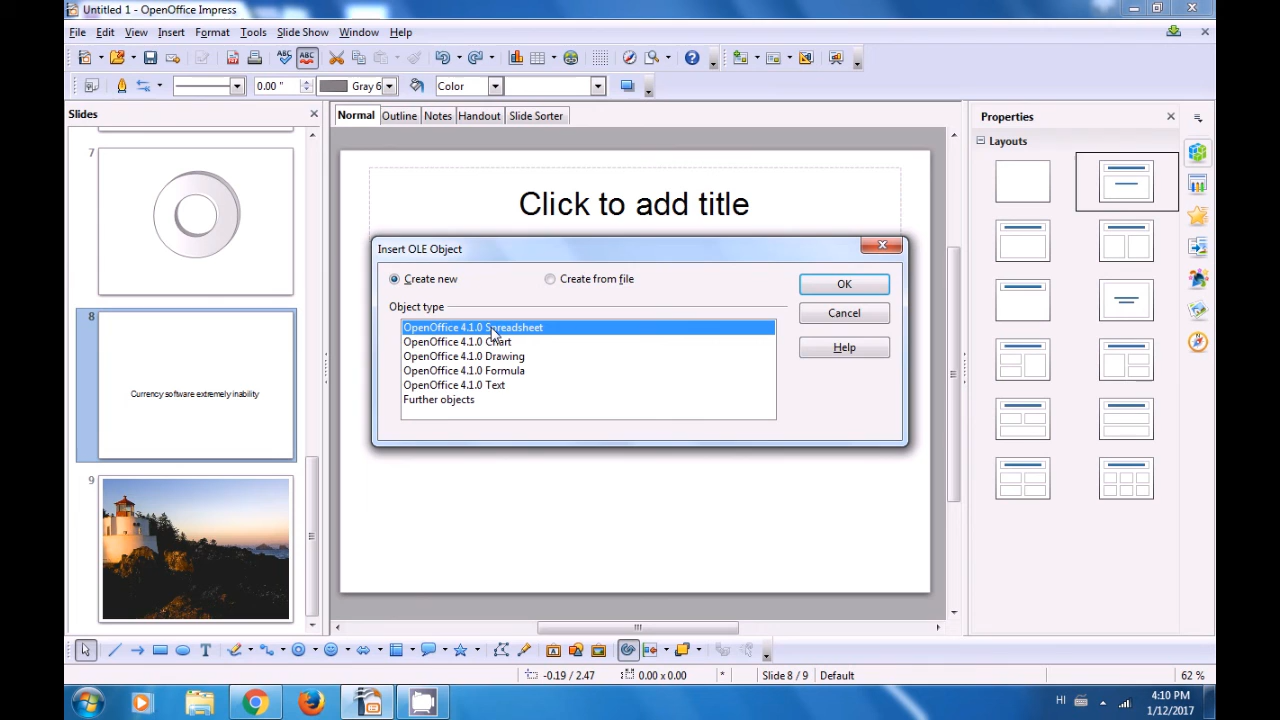 Untitled 1 - OpenOffice Impress
File Edit View Insert Format Tools Slide Show Window Help
0.00 " Gray 6 Color
Slides
Normal Outline Notes Handout Slide Sorter
Properties
Layouts
7
Click to add title
Insert OLE Object
Create new Create from file
OK
Object type
Cancel
OpenOffice 4.1.0 Spreadsheet
OpenOffice 4.1.0 Chart
Help
OpenOffice 4.1.0 Drawing
OpenOffice 4.1.0 Formula
OpenOffice 4.1.0 Text
Further objects
8
Currency software extremely inability
9
-0.19 / 2.47 0.00 x 0.00 * Slide 8 / 9 Default 62 %
HI 4:10 PM
1/12/2017